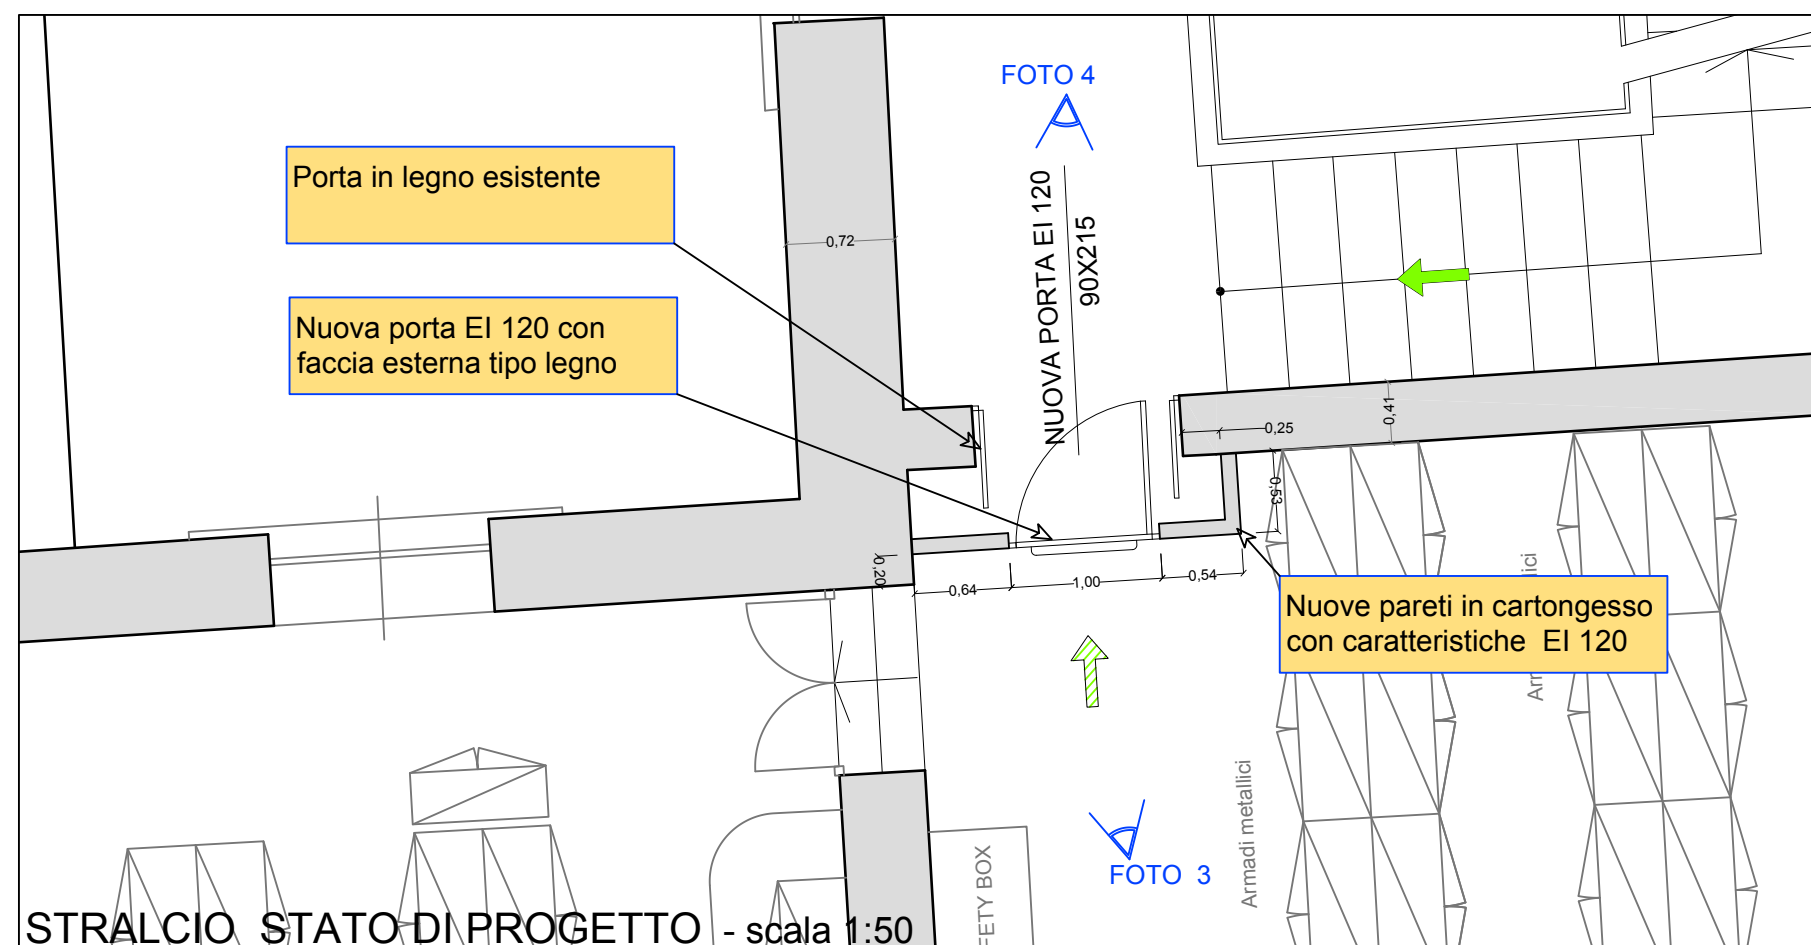 FOTO 4
Porta in legno esistente
NUOVA PORTA EI 120
90X215
0,72
Nuova porta EI 120 con
faccia esterna tipo legno
0,41
0,25
0,53
0,20
0,64
1,00
0,54
Nuove pareti in cartongesso
con caratteristiche EI 120
Armadi metallici
FOTO 3
FETY BOX
STRALCIO STATO DI PROGETTO - scala 1:50